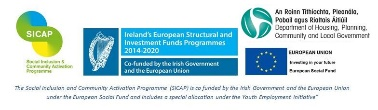 SICAP
Social Inclusion &
Community Activation
Programme
Ireland's European Structural and
Investment Funds Programmes
2014-2020
Co-funded by the Irish Government
and the European Union
An Roinn Tithíochta, Pleanála,
Pobail agus Rialtais Áitiúil
Department of Housing, Planning,
Community and Local Government
EUROPEAN UNION
Investing in your future
European Social Fund
The Social Inclusion and Community Activation Programme (SICAP) is co funded by the Irish Government and the European Union
under the European Social Fund and includes a special allocation under the Youth Employment Initiative"